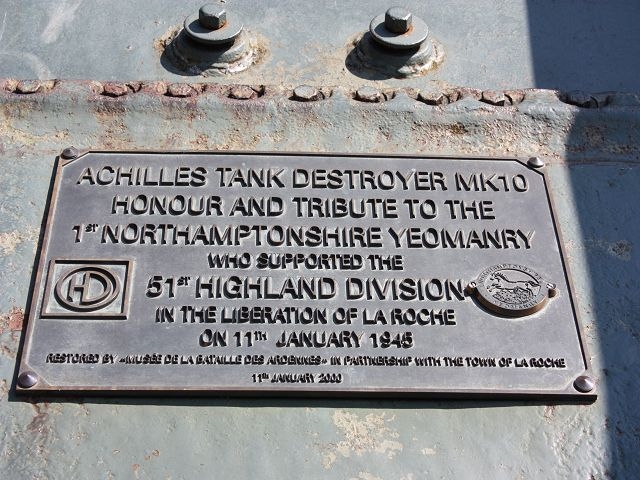 ACHILLES TANK DESTROYER MK10
HONOUR AND TRIBUTE TO THE
1ST NORTHAMPTONSHIRE YEOMANRY
WHO SUPPORTED THE
HD
51ST HIGHLAND DIVISION
IN THE LIBERATION OF LA ROCHE
ON 11TH JANUARY 1945
RESTORED BY «MUSÉE DE LA BATAILLE DES ARDENNES» IN PARTNERSHIP WITH THE TOWN OF LA ROCHE
11TH JANUARY 2000